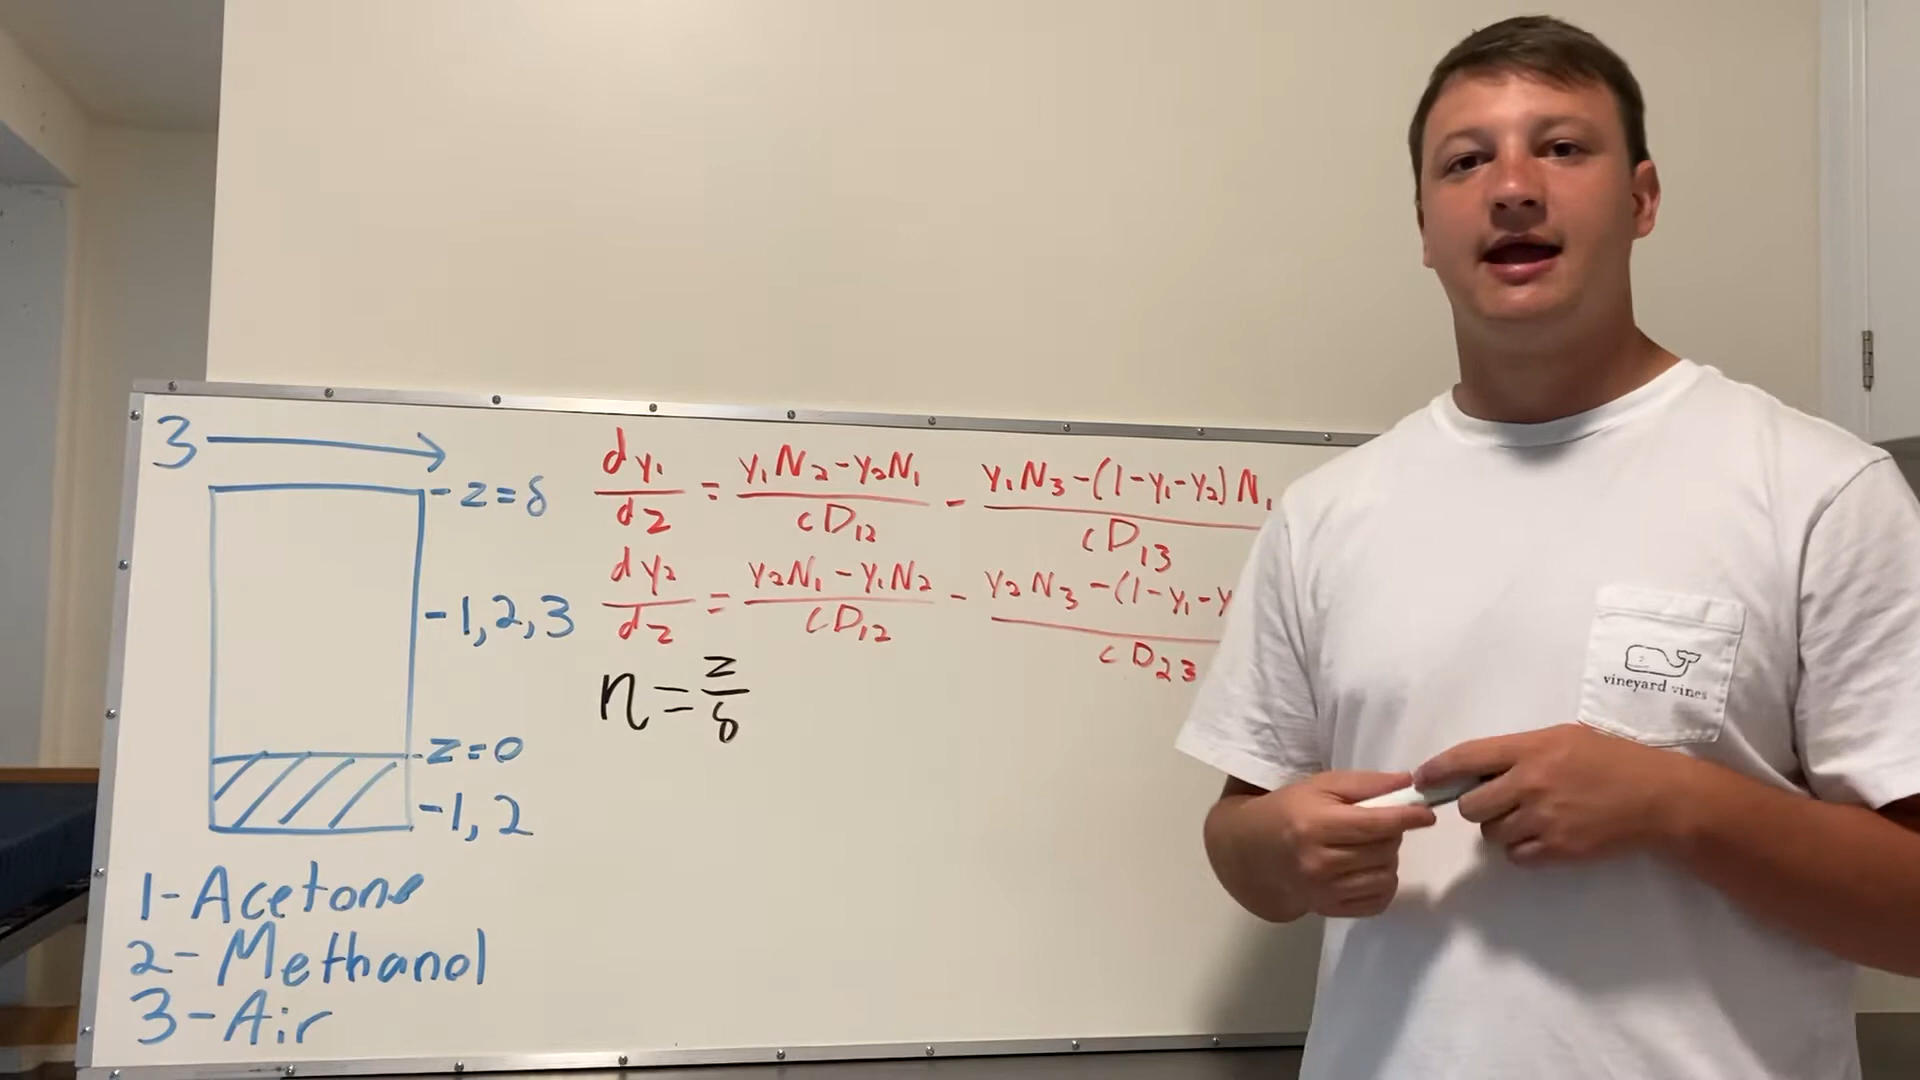 3
- z = δ
- 1, 2, 3
- z = 0
- 1, 2
1 - Acetone
2 - Methanol
3 - Air
dy₁/dz = (y₁N₂ - y₂N₁)/(cD₁₂) - (y₁N₃ - (1 - y₁ - y₂)N₁)/(cD₁₃)
dy₂/dz = (y₂N₁ - y₁N₂)/(cD₁₂) - (y₂N₃ - (1 - y₁ - y)/(cD₂₃)
η = z/δ
vineyard vines